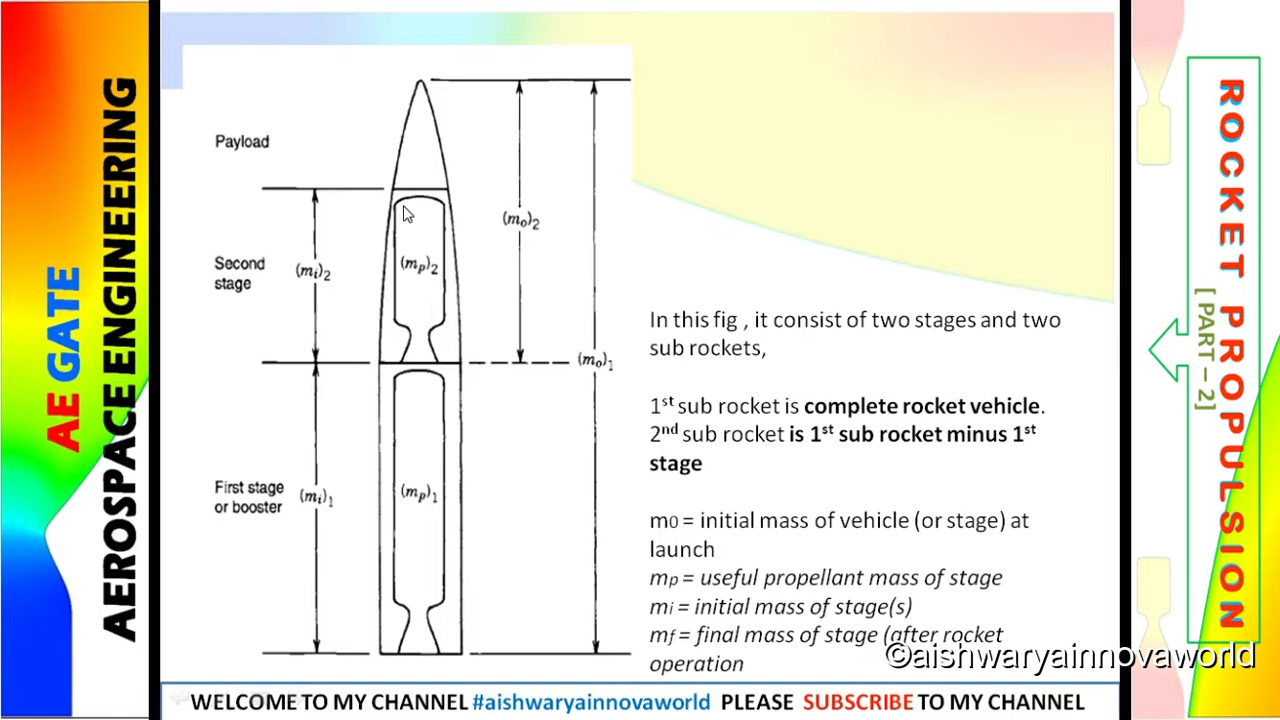 AE GATE
AEROSPACE ENGINEERING
Payload
Second
stage
(mi)2
(mp)2
(mo)2
(mo)1
First stage
or booster
(mi)1
(mp)1
In this fig , it consist of two stages and two
sub rockets,
1st sub rocket is complete rocket vehicle.
2nd sub rocket is 1st sub rocket minus 1st
stage
m0 = initial mass of vehicle (or stage) at
launch
mp = useful propellant mass of stage
mi = initial mass of stage(s)
mf = final mass of stage (after rocket
operation
ROCKET PROPULSION
[ PART – 2]
©aishwaryainnovaworld
WELCOME TO MY CHANNEL #aishwaryainnovaworld PLEASE SUBSCRIBE TO MY CHANNEL